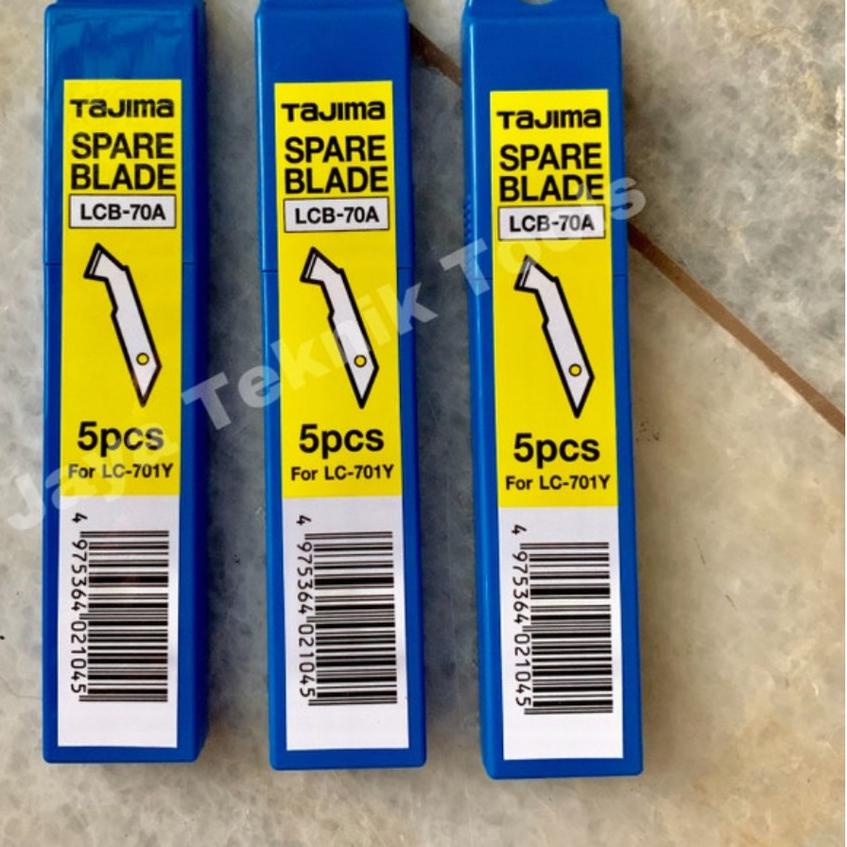 TaJIma
SPARE
BLADE
LCB-70A
5pcs
For LC-701Y
4 975364 021045
TaJIma
SPARE
BLADE
LCB-70A
5pcs
For LC-701Y
4 975364 021045
TaJIma
SPARE
BLADE
LCB-70A
5pcs
For LC-701Y
4 975364 021045
Jaya Teknik Tools